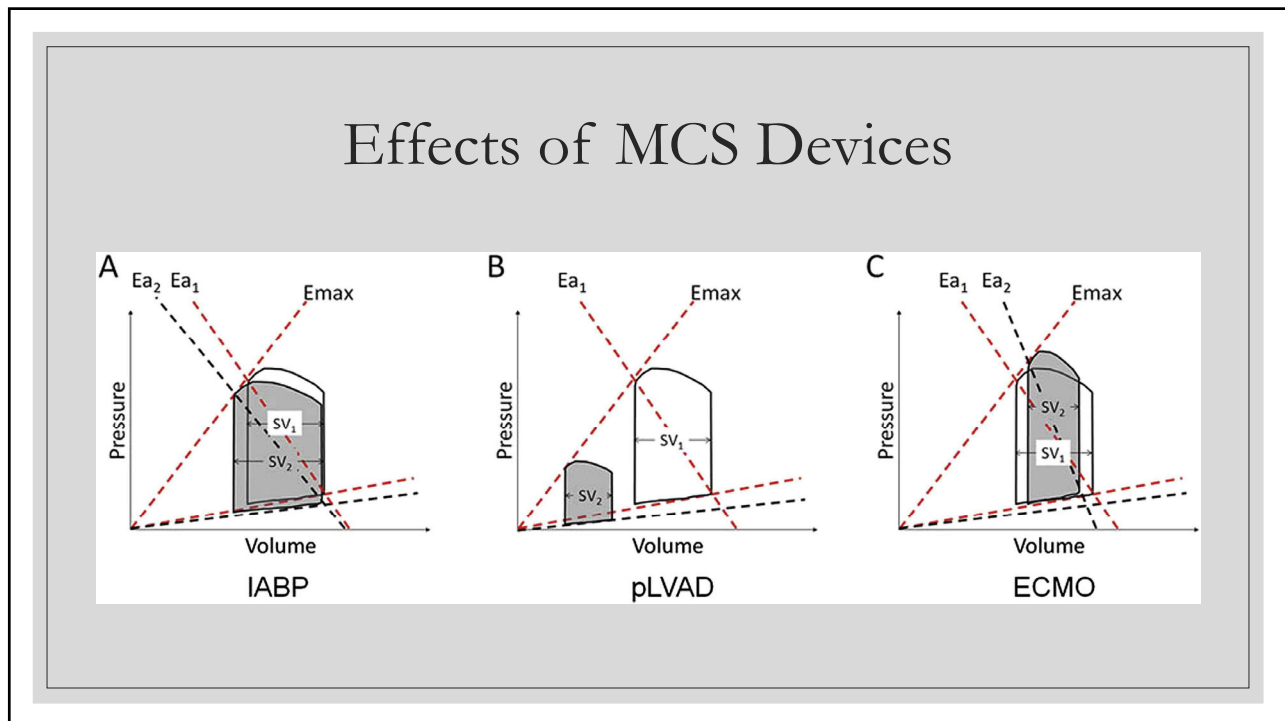 Effects of MCS Devices
A
Ea₂ Ea₁
Emax
Pressure
SV₁
SV₂
Volume
IABP
B
Ea₁
Emax
Pressure
SV₁
SV₂
Volume
pLVAD
C
Ea₁
Ea₂
Emax
Pressure
SV₂
SV₁
Volume
ECMO